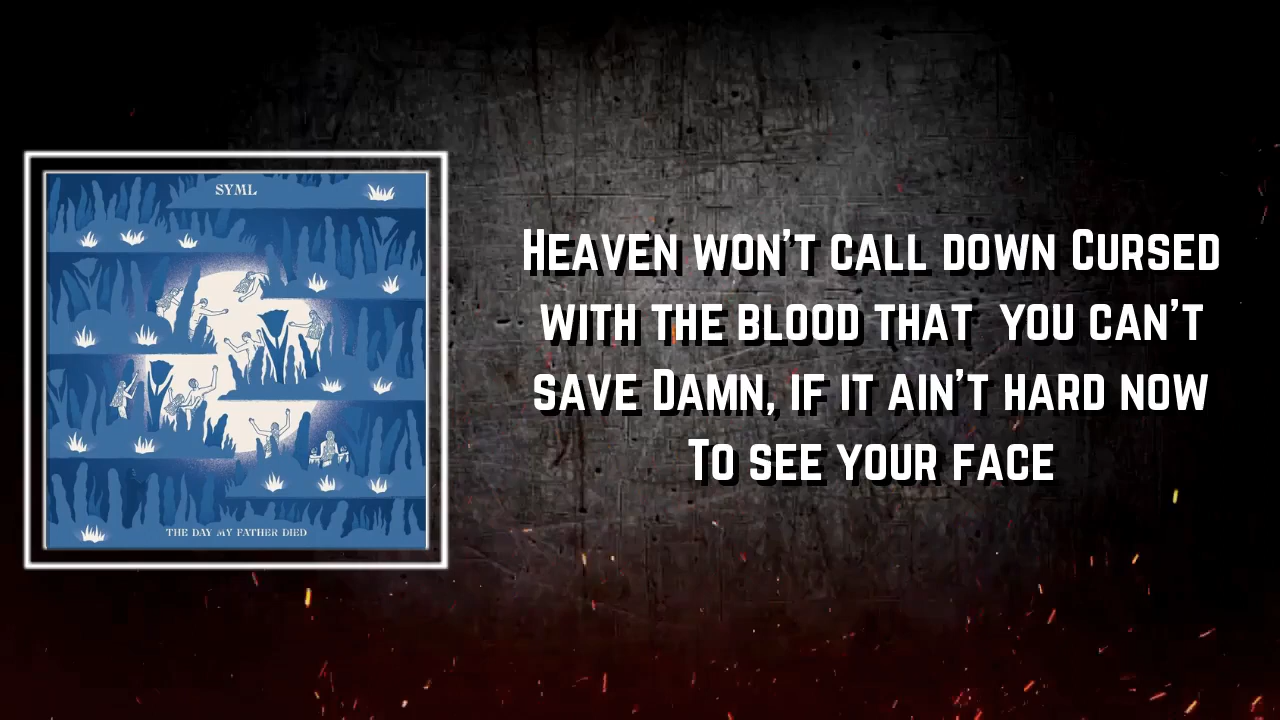 SYML
THE DAY MY FATHER DIED
Heaven won't call down Cursed
with the blood that  you can't
save Damn, if it ain't hard now
To see your face